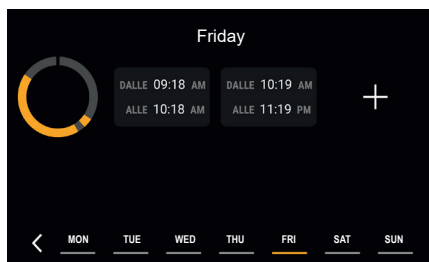 Friday
DALLE 09:18 AM
ALLE 10:18 AM
DALLE 10:19 AM
ALLE 11:19 PM
MON TUE WED THU FRI SAT SUN